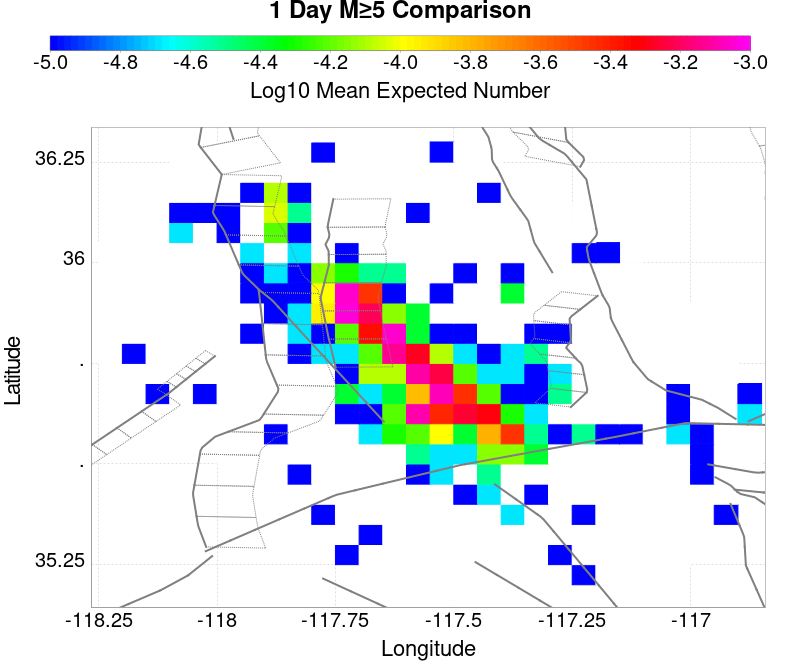 1 Day M≥5 Comparison
-5.0 -4.8 -4.6 -4.4 -4.2 -4.0 -3.8 -3.6 -3.4 -3.2 -3.0
Log10 Mean Expected Number
36.25
36
.
.
35.25
Latitude
-118.25 -118 -117.75 -117.5 -117.25 -117
Longitude